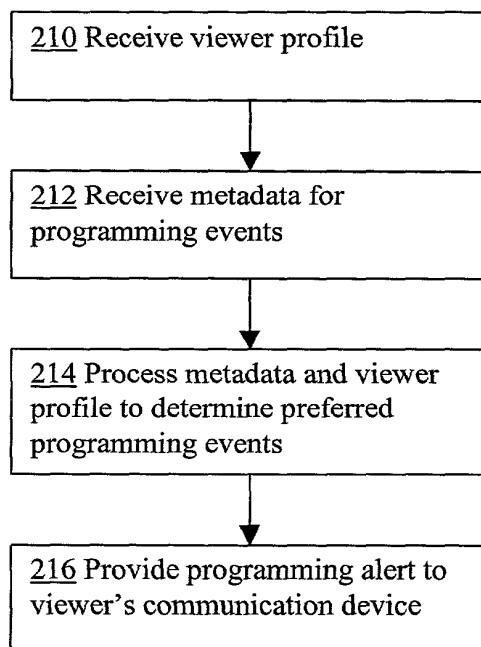 210 Receive viewer profile
212 Receive metadata for
programming events
214 Process metadata and viewer
profile to determine preferred
programming events
216 Provide programming alert to
viewer's communication device